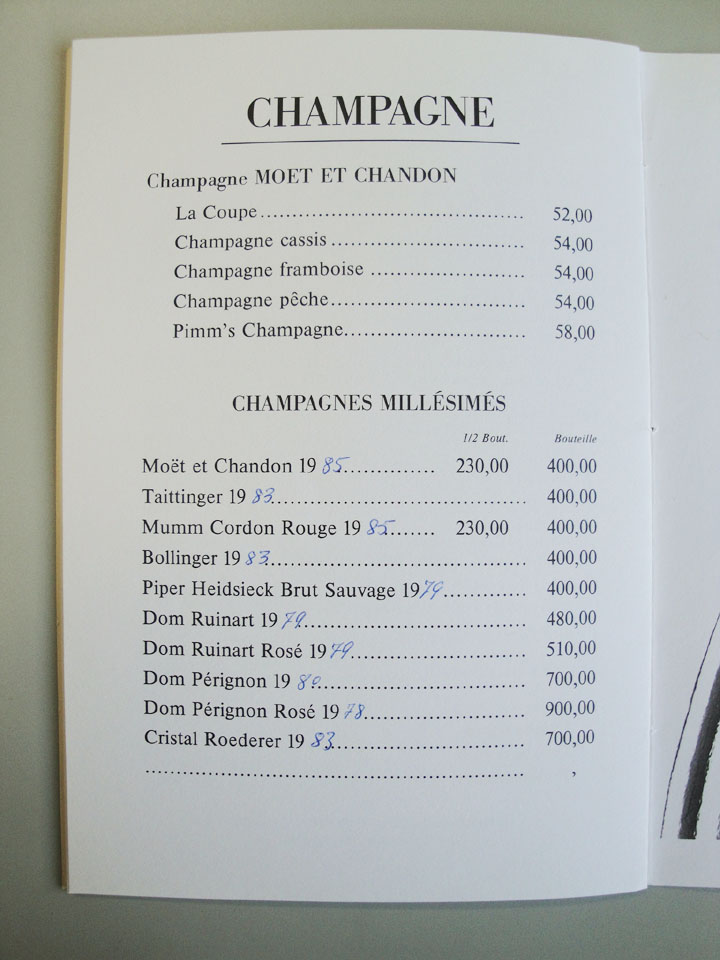 CHAMPAGNE
Champagne MOET ET CHANDON
La Coupe........................................ 52,00
Champagne cassis............................. 54,00
Champagne framboise ....................... 54,00
Champagne pêche.............................. 54,00
Pimm's Champagne............................ 58,00
CHAMPAGNES MILLÉSIMÉS
1/2 Bout. Bouteille
Moët et Chandon 19 85............... 230,00 400,00
Taittinger 19 83........................................ 400,00
Mumm Cordon Rouge 19 85....... 230,00 400,00
Bollinger 19 83........................................ 400,00
Piper Heidsieck Brut Sauvage 1979............. 400,00
Dom Ruinart 19 79................................... 480,00
Dom Ruinart Rosé 19 79............................ 510,00
Dom Pérignon 19 80................................ 700,00
Dom Pérignon Rosé 19 78.......................... 900,00
Cristal Roederer 19 83.............................. 700,00
............................................................ ,